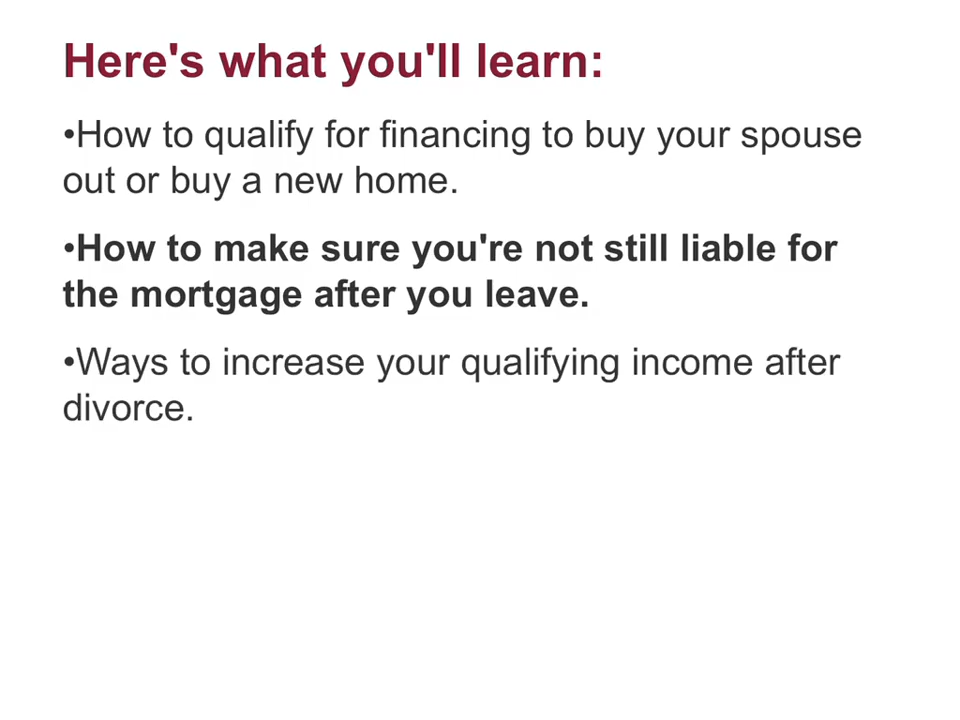 Here's what you'll learn:
•How to qualify for financing to buy your spouse
out or buy a new home.
•How to make sure you're not still liable for
the mortgage after you leave.
•Ways to increase your qualifying income after
divorce.